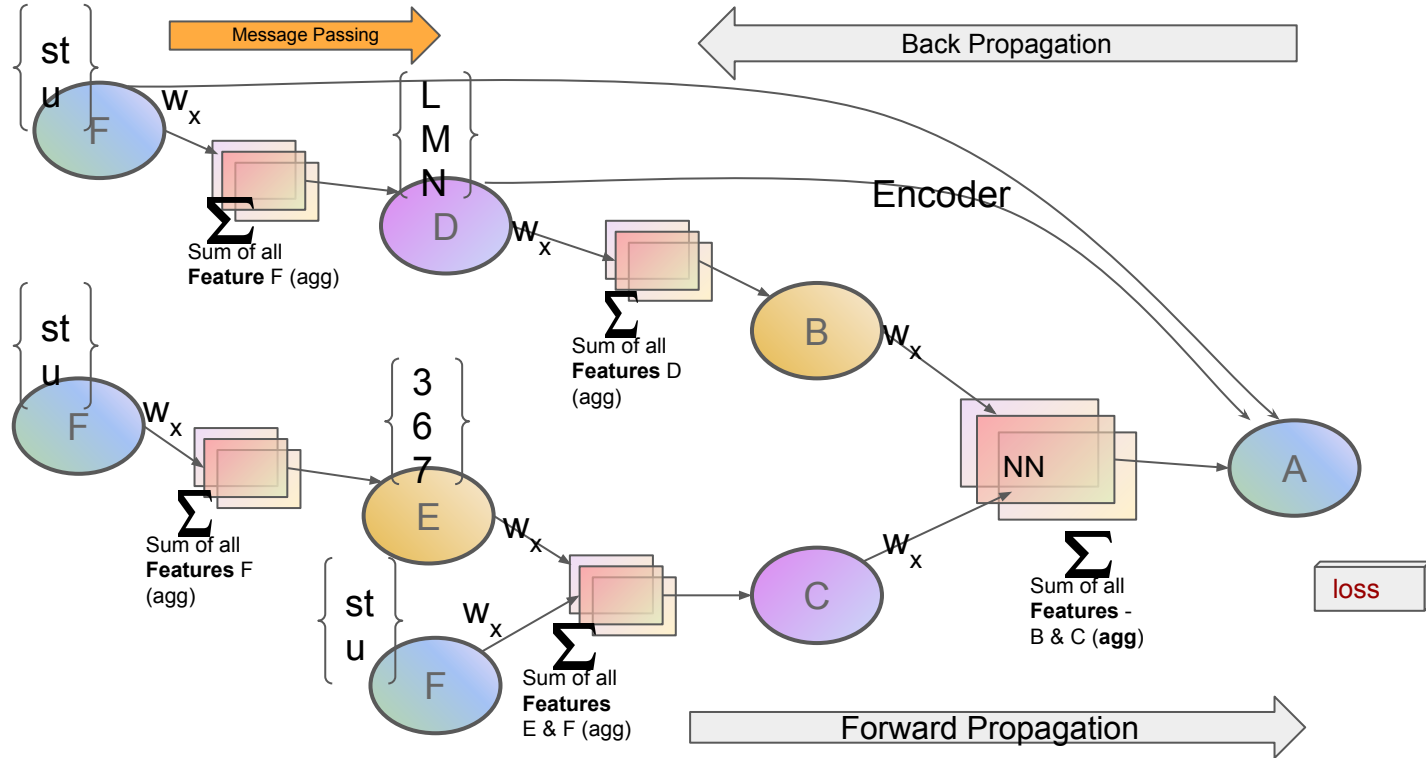 st
u
F
Message Passing
Back Propagation
wx
L
M
N
D
Encoder
Σ
Sum of all
Feature F (agg)
wx
Σ
Sum of all
Features D
(agg)
B
wx
st
u
F
wx
Σ
Sum of all
Features F
(agg)
3
6
7
E
wx
st
u
F
wx
Σ
Sum of all
Features
E & F (agg)
C
wx
NN
A
Σ
Sum of all
Features -
B & C (agg)
loss
Forward Propagation